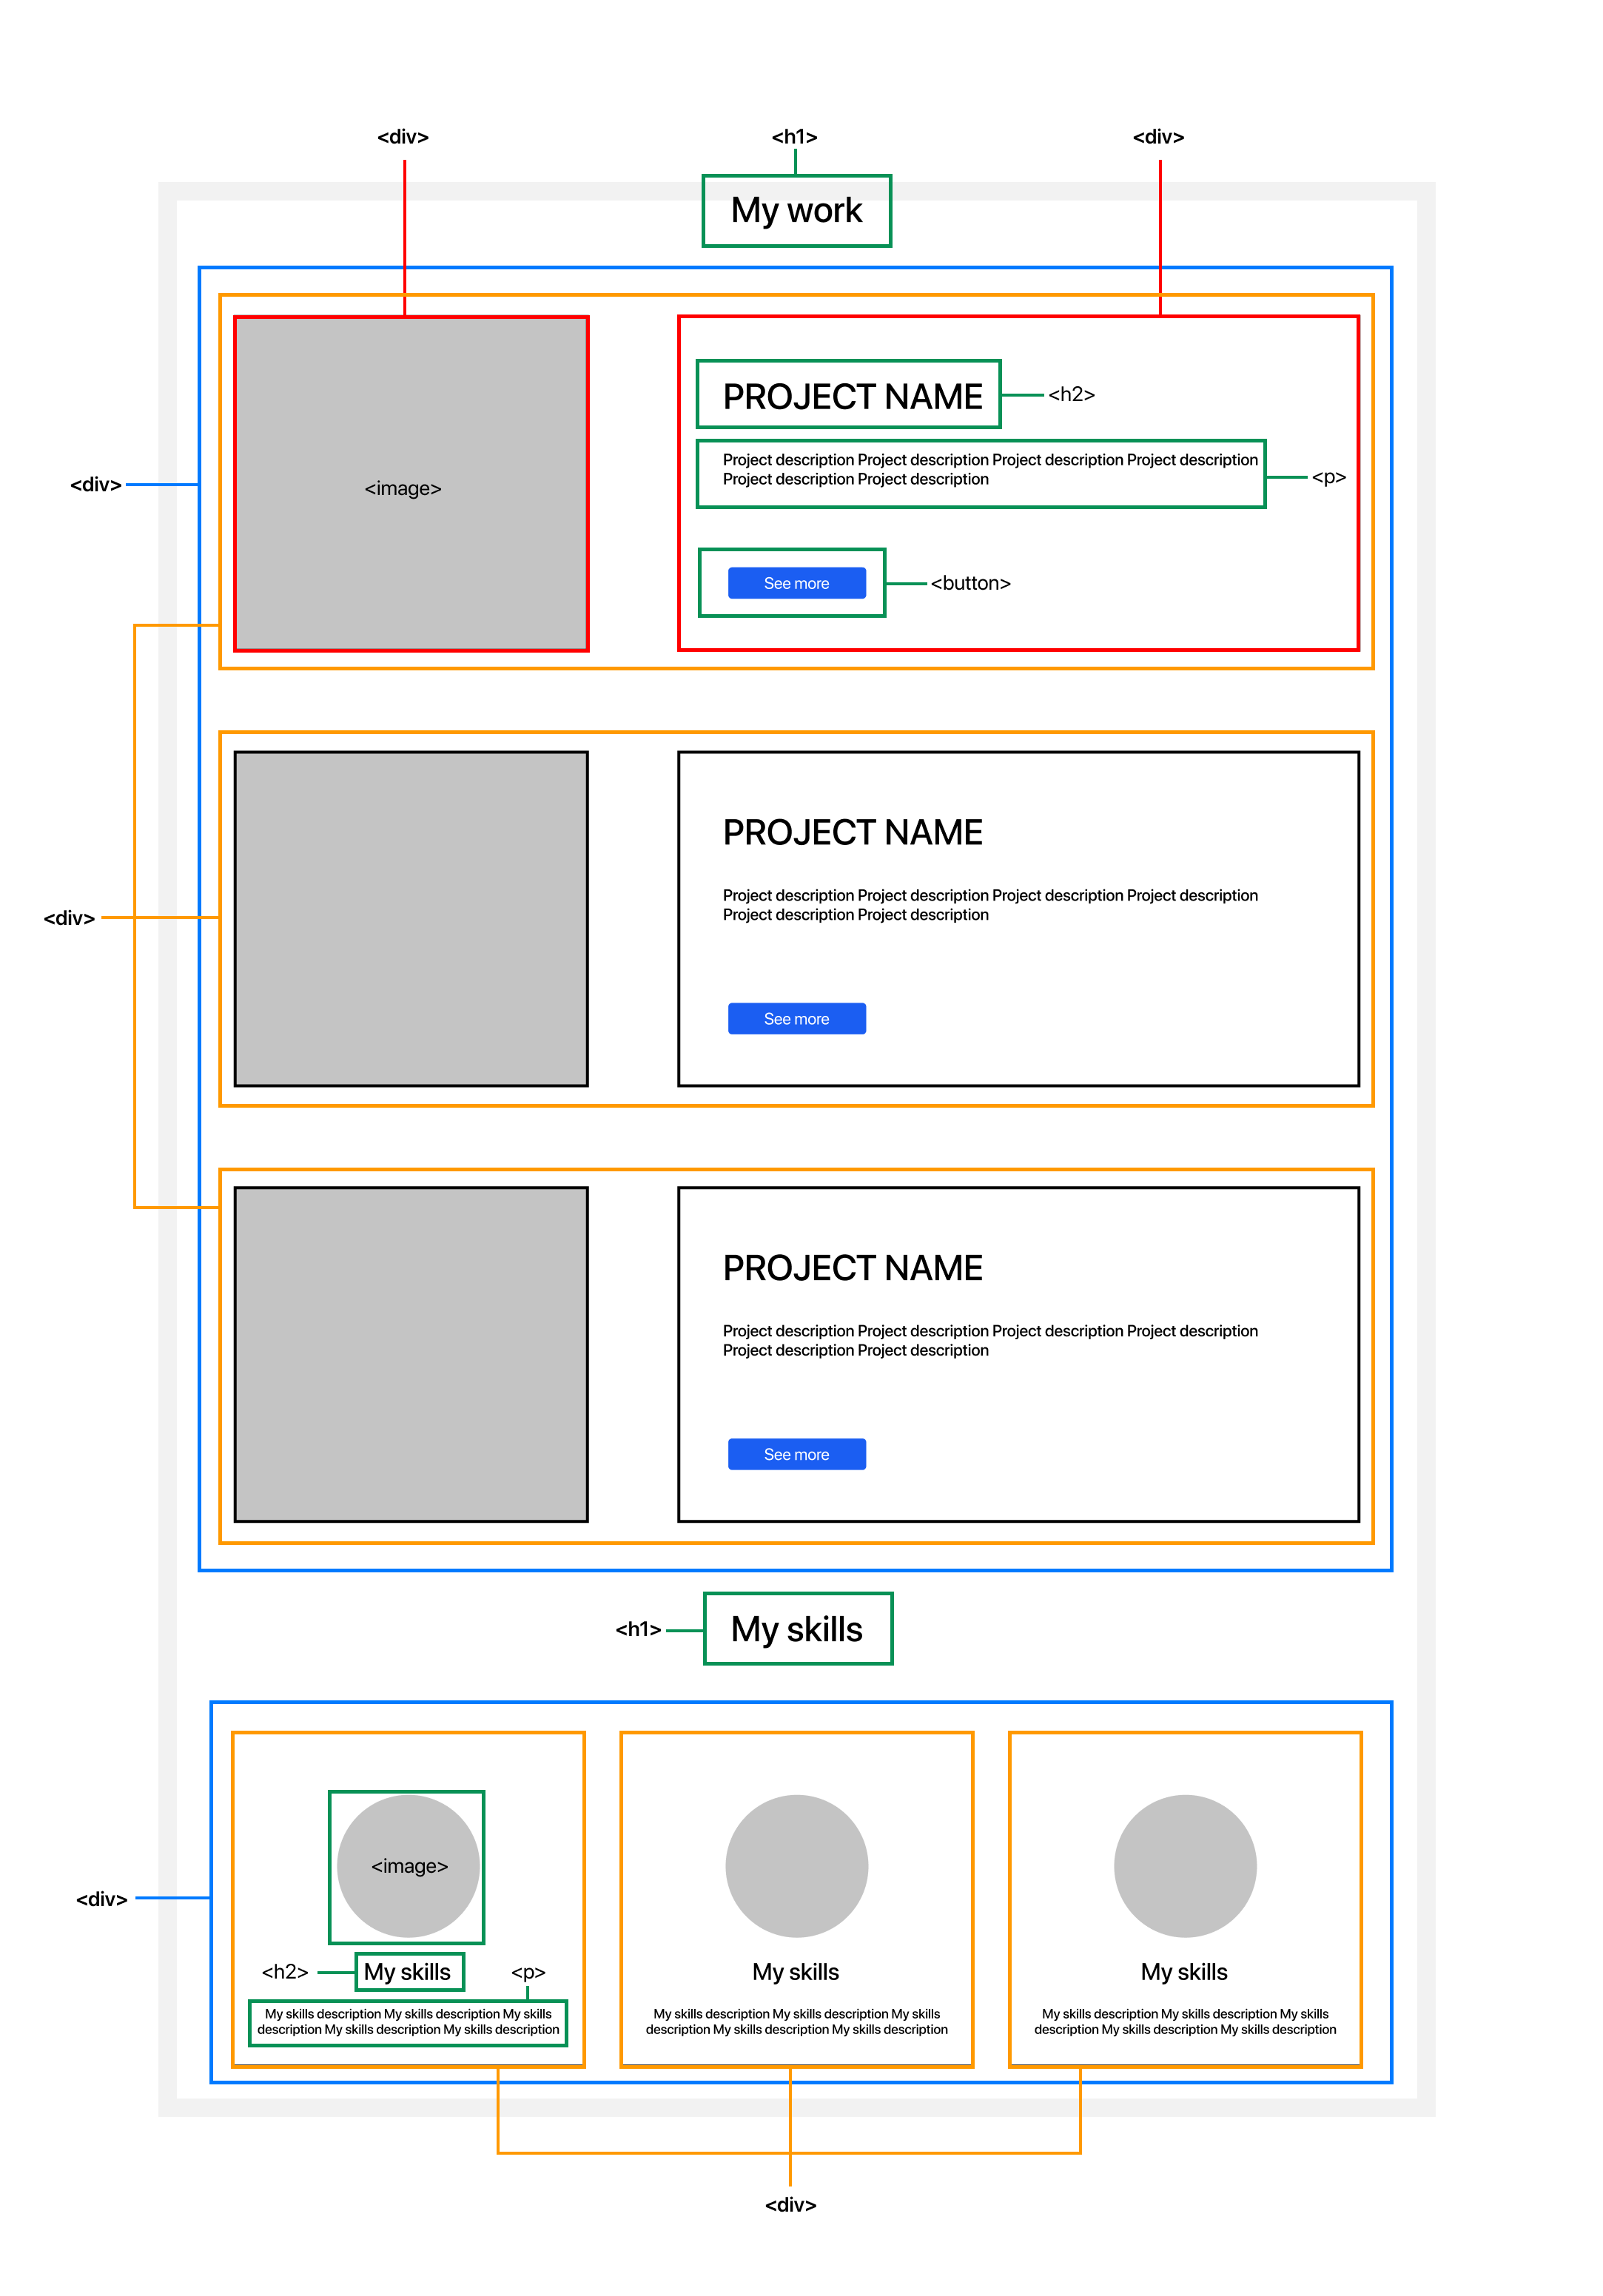 <div>
<h1>
<div>
My work
PROJECT NAME
<h2>
Project description Project description Project description Project description
Project description Project description
<p>
<div>
<image>
See more
<button>
PROJECT NAME
Project description Project description Project description Project description
Project description Project description
<div>
See more
PROJECT NAME
Project description Project description Project description Project description
Project description Project description
See more
<h1>
My skills
<div>
<image>
<h2>
My skills
<p>
My skills description My skills description My skills
description My skills description My skills description
My skills
My skills description My skills description My skills
description My skills description My skills description
My skills
My skills description My skills description My skills
description My skills description My skills description
<div>